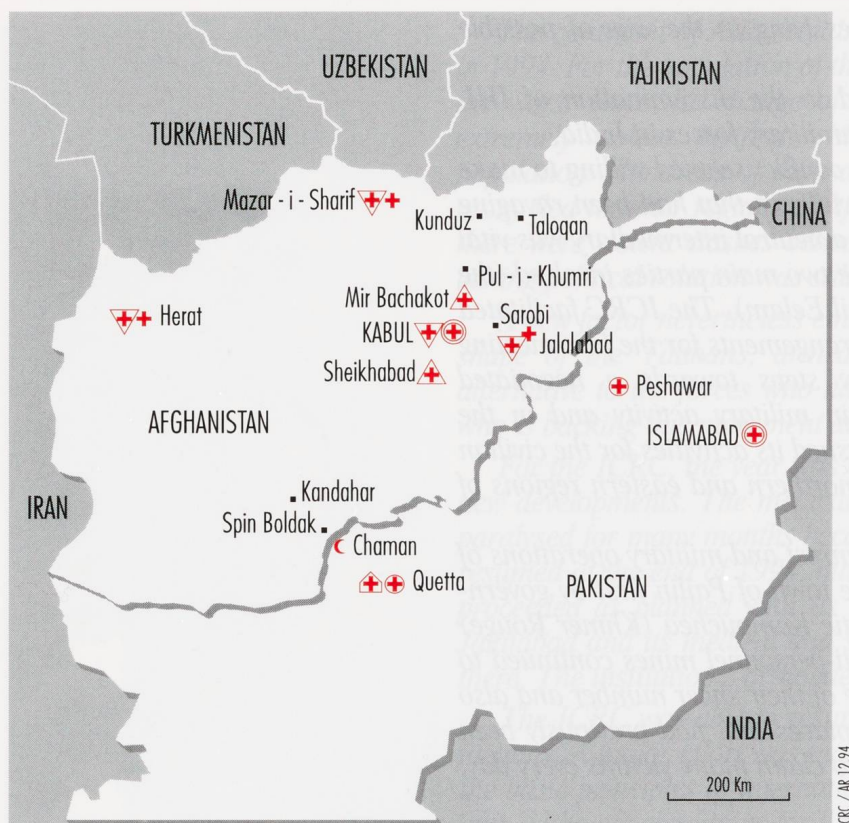 UZBEKISTAN
TAJIKISTAN
TURKMENISTAN
Mazar-i-Sharif
Kunduz
Taloqan
CHINA
Pul-i-Khumri
Mir Bachakot
Herat
Sarobi
KABUL
Jalalabad
Sheikhabad
Peshawar
AFGHANISTAN
ISLAMABAD
Kandahar
IRAN
Spin Boldak
Chaman
Quetta
PAKISTAN
INDIA
200 Km
ICRC / AR 12.94